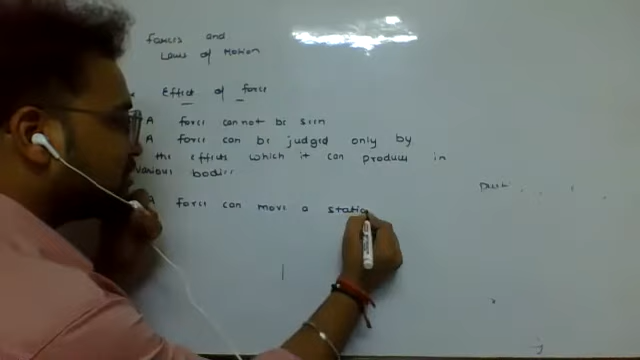 Forces and
Laws of Motion
Effect of force
A force cannot be seen
A force can be judged only by
the effects which it can produce in
various bodies
A force can move a statio